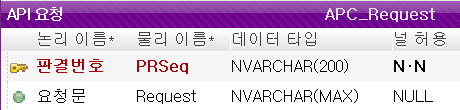 API 요청 APC_Request
논리 이름* 물리 이름* 데이터 타입 널 허용
판결번호 PRSeq NVARCHAR(200) N·N
요청문 Request NVARCHAR(MAX) NULL